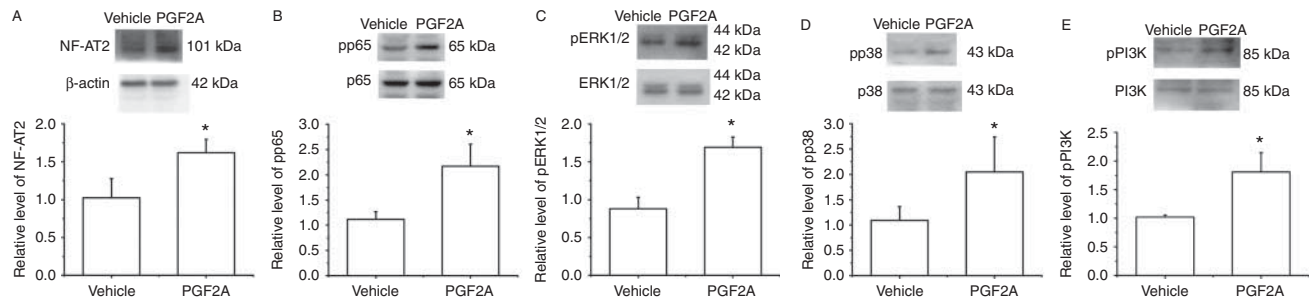 A
Vehicle PGF2A
NF-AT2
101 kDa
β-actin
42 kDa
Relative level of NF-AT2
2.0
1.5
1.0
0.5
0.0
*
Vehicle
PGF2A
B
Vehicle PGF2A
pp65
65 kDa
p65
65 kDa
Relative level of pp65
3.0
2.5
2.0
1.5
1.0
0.5
0.0
*
Vehicle
PGF2A
C
Vehicle PGF2A
pERK1/2
44 kDa
42 kDa
ERK1/2
44 kDa
42 kDa
Relative level of pERK1/2
2.0
1.5
1.0
0.5
0.0
*
Vehicle
PGF2A
D
Vehicle PGF2A
pp38
43 kDa
p38
43 kDa
Relative level of pp38
3.0
2.5
2.0
1.5
1.0
0.5
0.0
*
Vehicle
PGF2A
E
Vehicle PGF2A
pPI3K
85 kDa
PI3K
85 kDa
Relative level of pPI3K
2.5
2.0
1.5
1.0
0.5
0.0
*
Vehicle
PGF2A